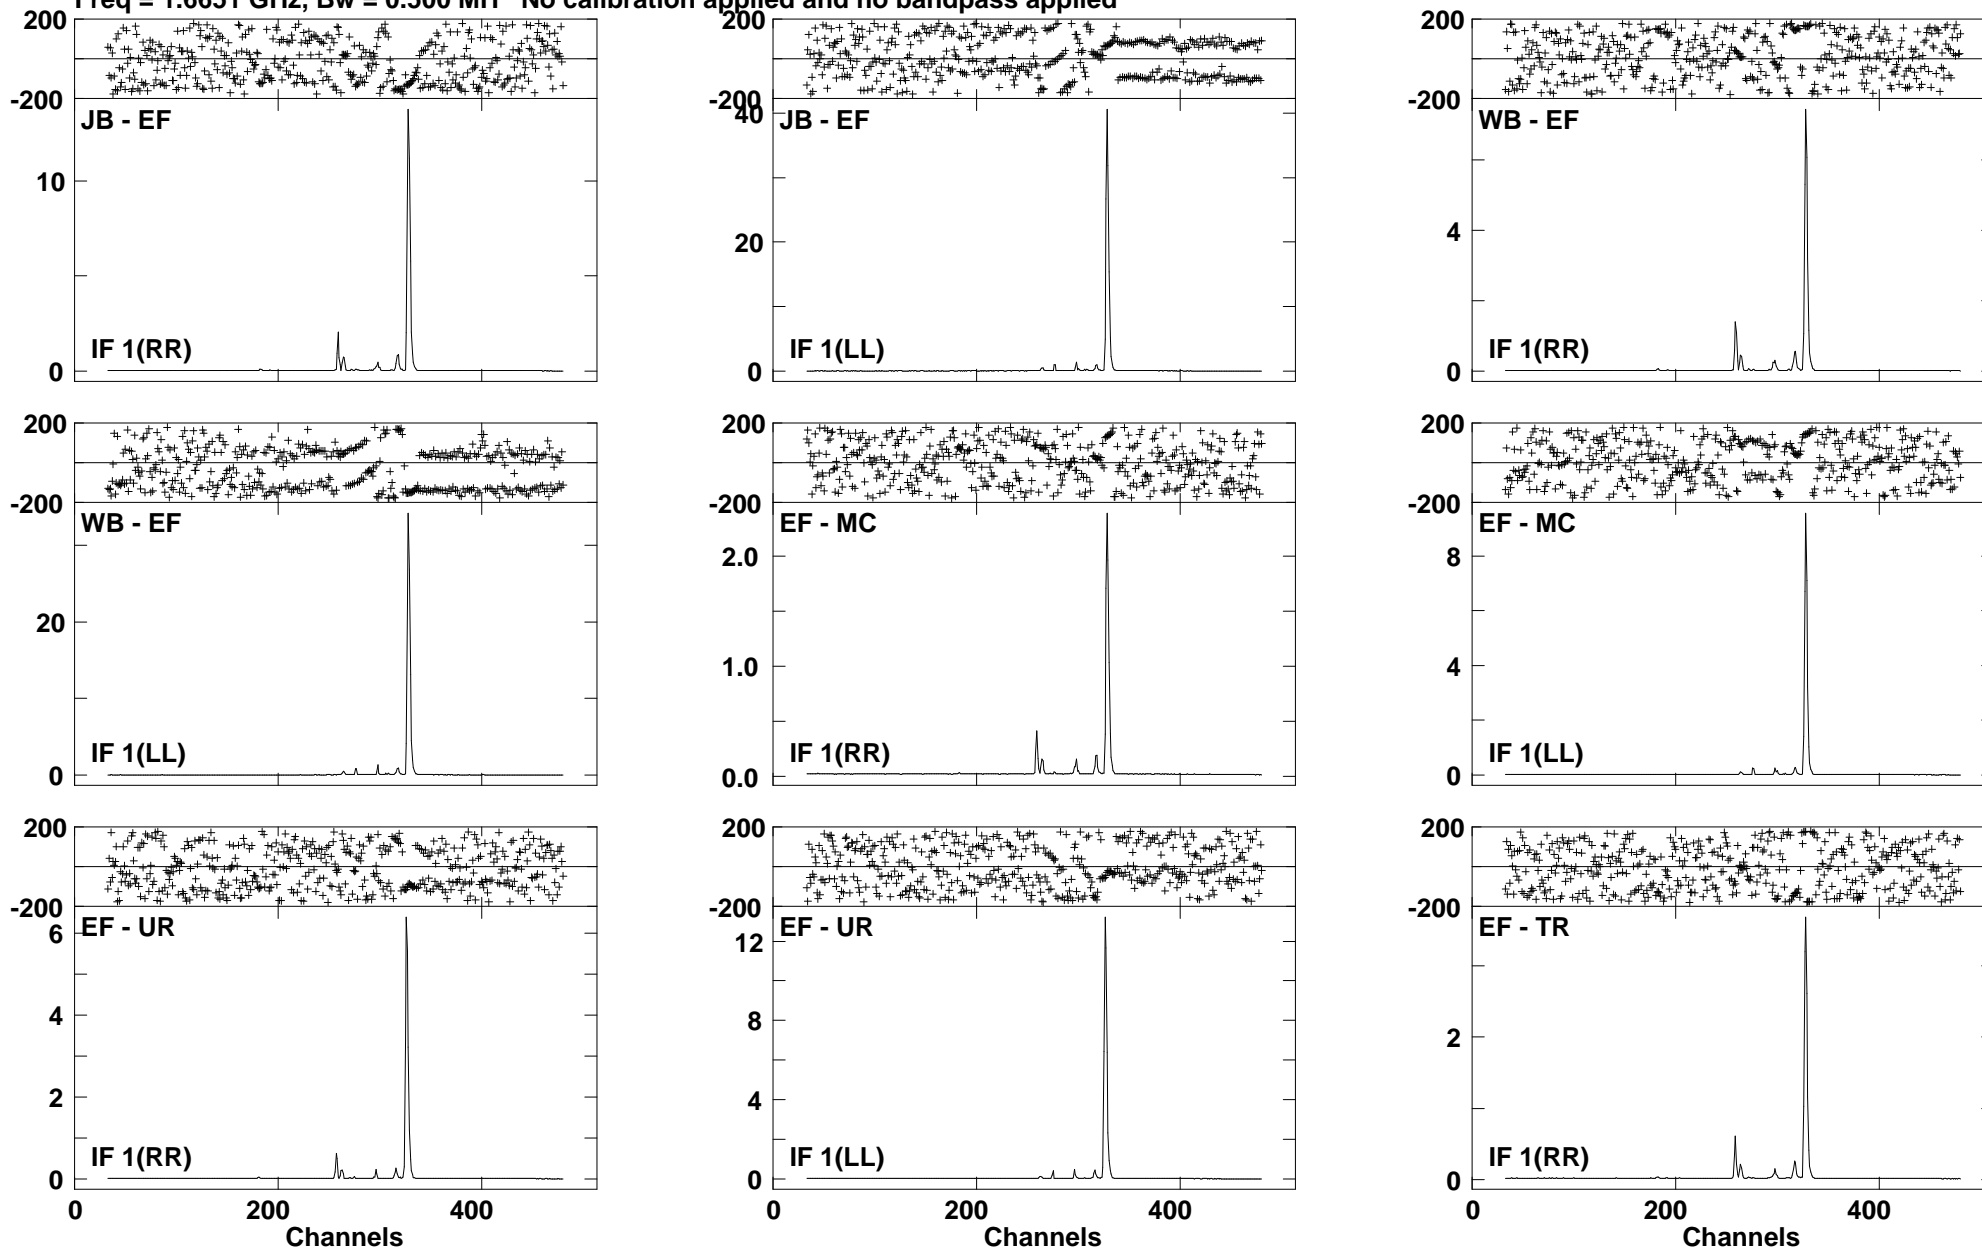 Freq = 1.6651 GHz, Bw = 0.500 MH No calibration applied and no bandpass applied
200 200 200
-200 -200 -200
JB - EF JB - EF WB - EF
40
10 20 4
0 0 0
IF 1(RR) IF 1(LL) IF 1(RR)
200 200 200
-200 -200 -200
WB - EF EF - MC EF - MC
20 2.0 8
1.0 4
0 0.0 0
IF 1(LL) IF 1(RR) IF 1(LL)
200 200 200
-200 -200 -200
EF - UR EF - UR EF - TR
6 12
4 8 2
2 4
0 0 0
IF 1(RR) IF 1(LL) IF 1(RR)
0 200 400 0 200 400 0 200 400
Channels Channels Channels